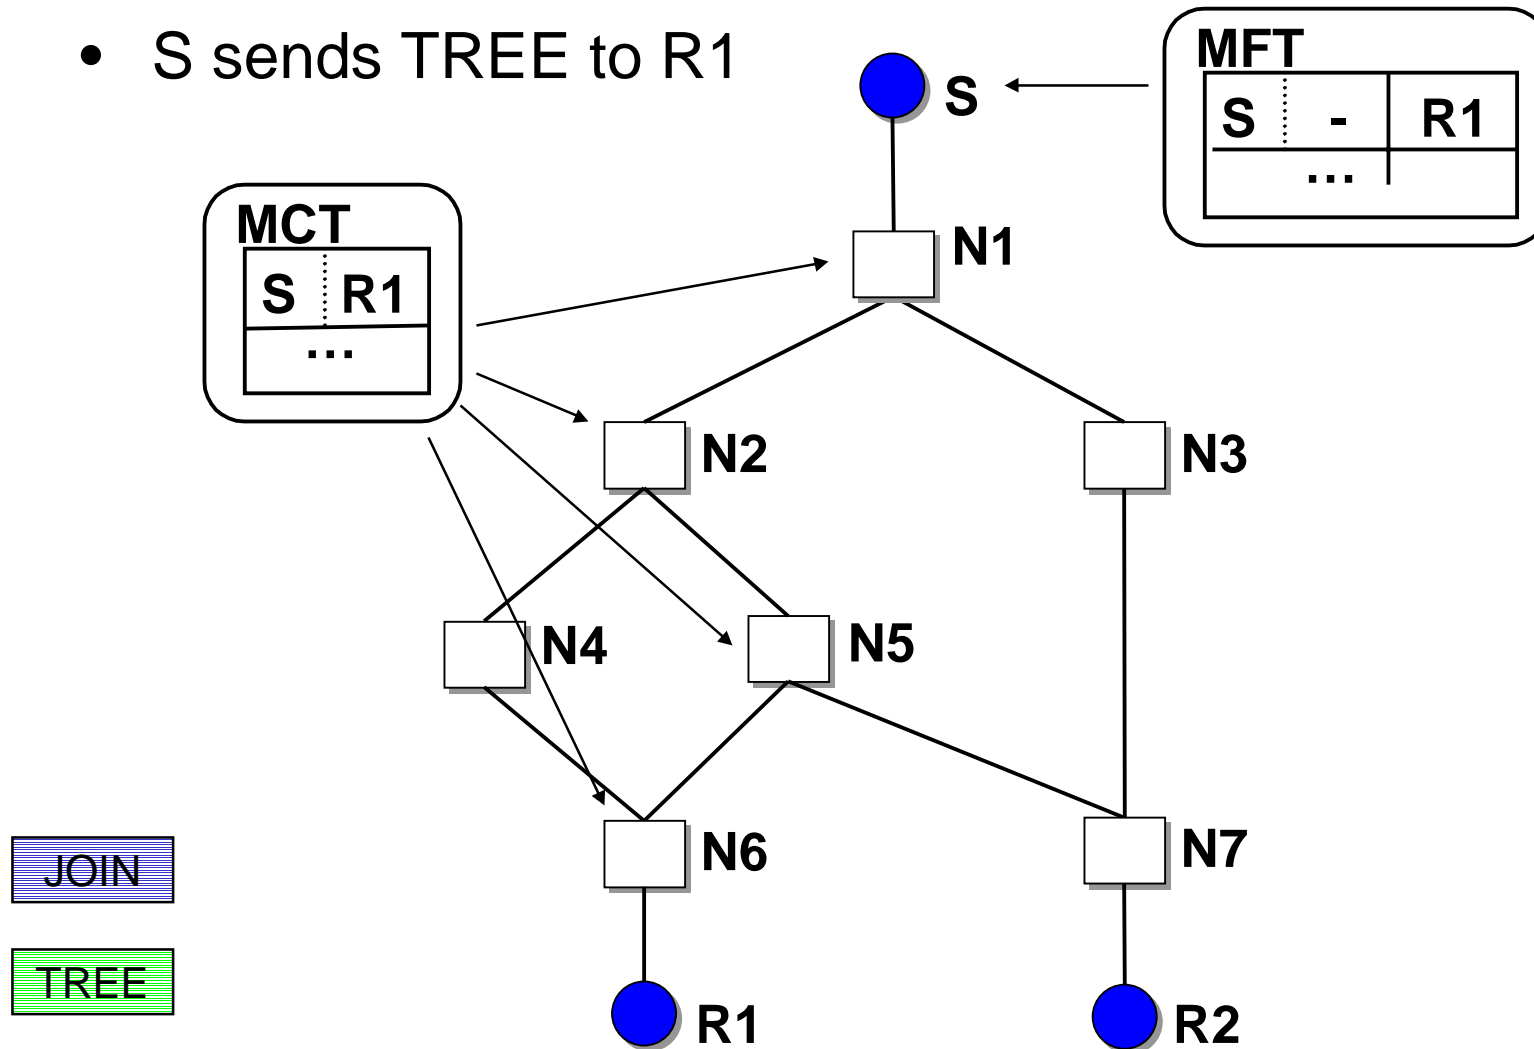 • S sends TREE to R1
MFT
S - R1
...
S
MCT
S R1
...
N1
N2
N3
N4
N5
N6
N7
JOIN
TREE
R1
R2